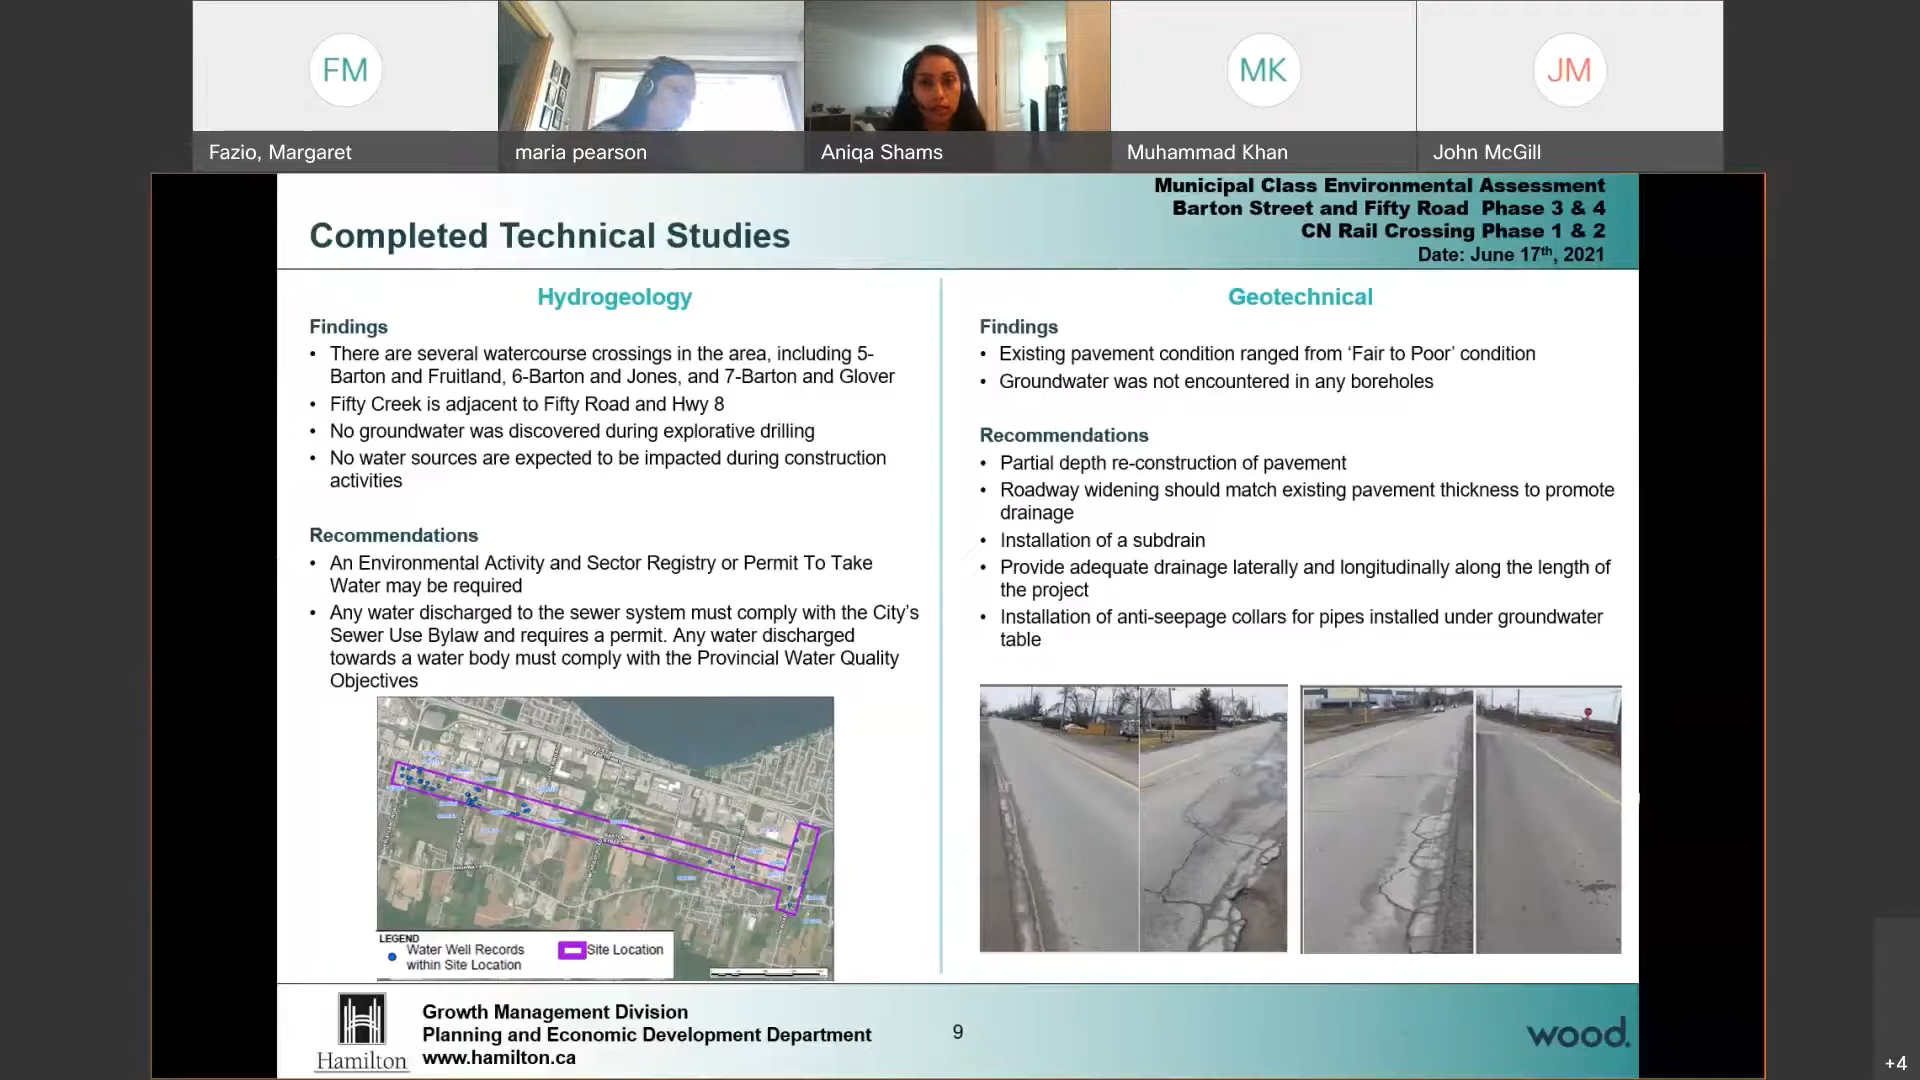 FM
MK
JM
Fazio, Margaret
maria pearson
Aniqa Shams
Muhammad Khan
John McGill
Completed Technical Studies
Municipal Class Environmental Assessment
Barton Street and Fifty Road Phase 3 & 4
CN Rail Crossing Phase 1 & 2
Date: June 17th, 2021
Hydrogeology
Findings
• There are several watercourse crossings in the area, including 5-
Barton and Fruitland, 6-Barton and Jones, and 7-Barton and Glover
• Fifty Creek is adjacent to Fifty Road and Hwy 8
• No groundwater was discovered during explorative drilling
• No water sources are expected to be impacted during construction
activities
Recommendations
• An Environmental Activity and Sector Registry or Permit To Take
Water may be required
• Any water discharged to the sewer system must comply with the City’s
Sewer Use Bylaw and requires a permit. Any water discharged
towards a water body must comply with the Provincial Water Quality
Objectives
LEGEND
Water Well Records
within Site Location
Site Location
Geotechnical
Findings
• Existing pavement condition ranged from ‘Fair to Poor’ condition
• Groundwater was not encountered in any boreholes
Recommendations
• Partial depth re-construction of pavement
• Roadway widening should match existing pavement thickness to promote
drainage
• Installation of a subdrain
• Provide adequate drainage laterally and longitudinally along the length of
the project
• Installation of anti-seepage collars for pipes installed under groundwater
table
Hamilton
Growth Management Division
Planning and Economic Development Department
www.hamilton.ca
9
wood.
+4